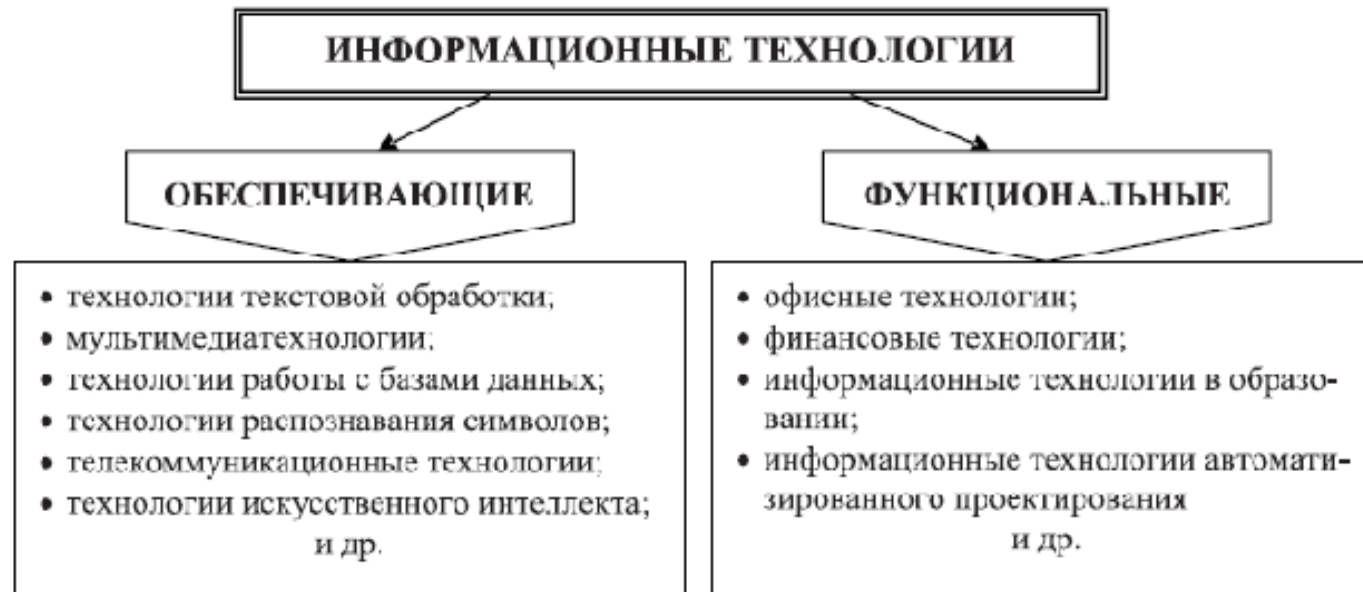 ИНФОРМАЦИОННЫЕ ТЕХНОЛОГИИ
ОБЕСПЕЧИВАЮЩИЕ
• технологии текстовой обработки;
• мультимедиатехнологии;
• технологии работы с базами данных;
• технологии распознавания символов;
• телекоммуникационные технологии;
• технологии искусственного интеллекта;
и др.
ФУНКЦИОНАЛЬНЫЕ
• офисные технологии;
• финансовые технологии;
• информационные технологии в образо-
вании;
• информационные технологии автомати-
зированного проектирования
и др.